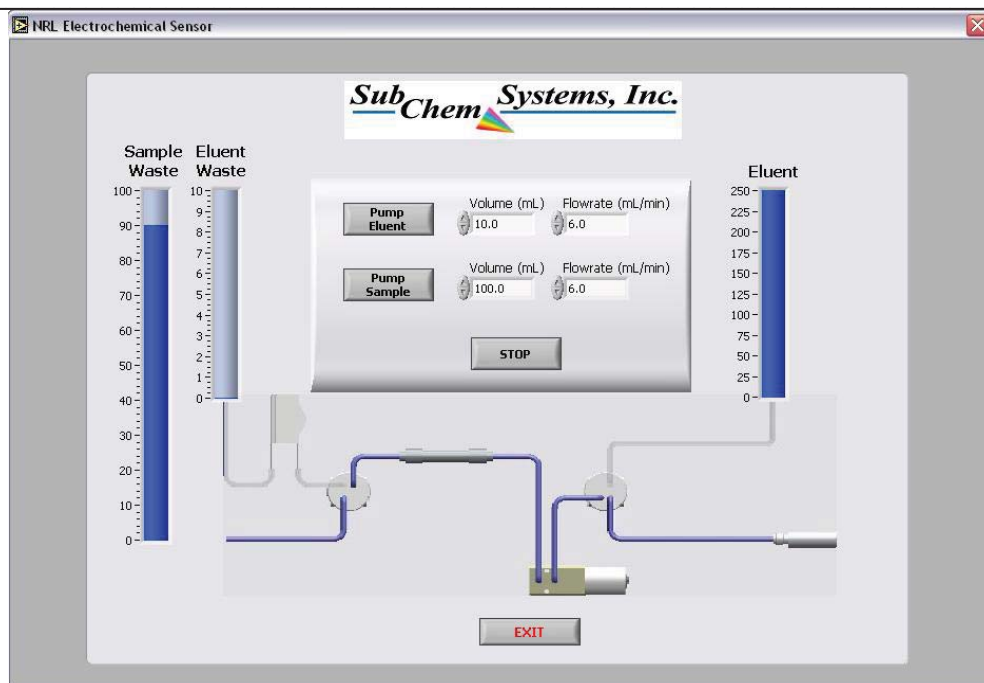 NRL Electrochemical Sensor
Sub Chem Systems, Inc.
Sample Waste
Eluent Waste
Eluent
100
90
80
70
60
50
40
30
20
10
0
10
9
8
7
6
5
4
3
2
1
0
Pump Eluent
Volume (mL)
10.0
Flowrate (mL/min)
6.0
Pump Sample
Volume (mL)
100.0
Flowrate (mL/min)
6.0
STOP
250
225
200
175
150
125
100
75
50
25
0
EXIT